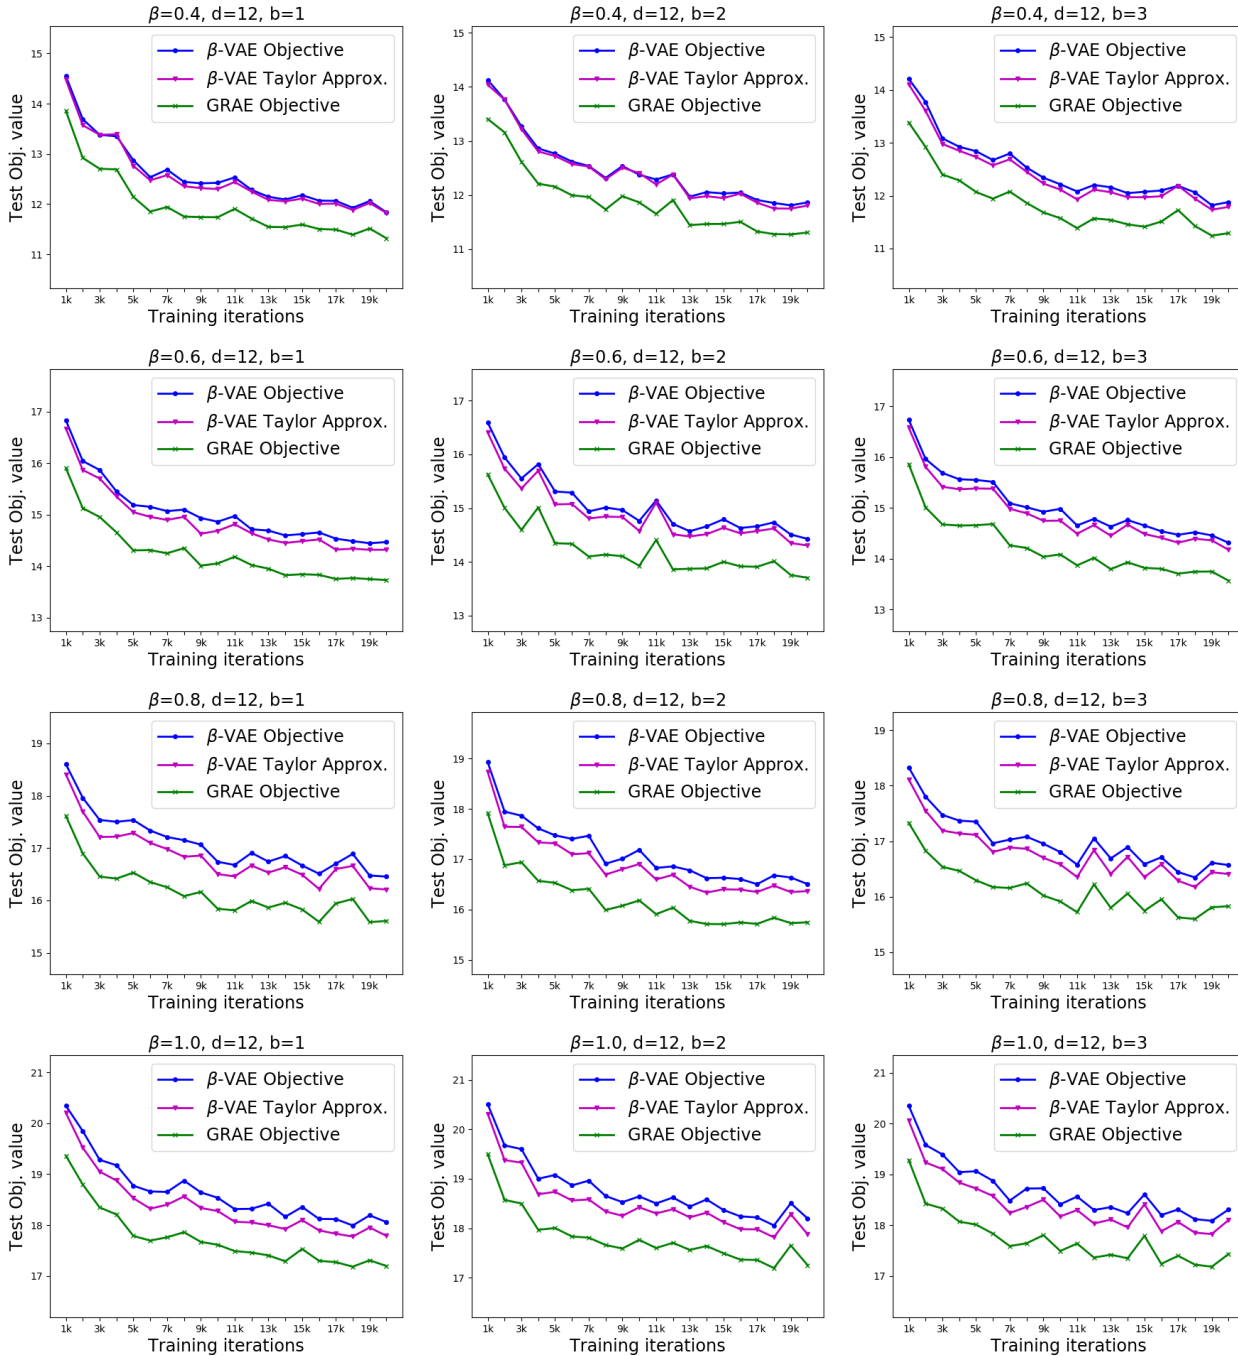 β=0.4, d=12, b=1
Test Obj. value
15
14
13
12
11
β-VAE Objective
β-VAE Taylor Approx.
GRAE Objective
1k 3k 5k 7k 9k 11k 13k 15k 17k 19k
Training iterations
β=0.4, d=12, b=2
Test Obj. value
15
14
13
12
11
β-VAE Objective
β-VAE Taylor Approx.
GRAE Objective
1k 3k 5k 7k 9k 11k 13k 15k 17k 19k
Training iterations
β=0.4, d=12, b=3
Test Obj. value
15
14
13
12
11
β-VAE Objective
β-VAE Taylor Approx.
GRAE Objective
1k 3k 5k 7k 9k 11k 13k 15k 17k 19k
Training iterations
β=0.6, d=12, b=1
Test Obj. value
17
16
15
14
13
β-VAE Objective
β-VAE Taylor Approx.
GRAE Objective
1k 3k 5k 7k 9k 11k 13k 15k 17k 19k
Training iterations
β=0.6, d=12, b=2
Test Obj. value
17
16
15
14
13
β-VAE Objective
β-VAE Taylor Approx.
GRAE Objective
1k 3k 5k 7k 9k 11k 13k 15k 17k 19k
Training iterations
β=0.6, d=12, b=3
Test Obj. value
17
16
15
14
13
β-VAE Objective
β-VAE Taylor Approx.
GRAE Objective
1k 3k 5k 7k 9k 11k 13k 15k 17k 19k
Training iterations
β=0.8, d=12, b=1
Test Obj. value
19
18
17
16
15
β-VAE Objective
β-VAE Taylor Approx.
GRAE Objective
1k 3k 5k 7k 9k 11k 13k 15k 17k 19k
Training iterations
β=0.8, d=12, b=2
Test Obj. value
19
18
17
16
15
β-VAE Objective
β-VAE Taylor Approx.
GRAE Objective
1k 3k 5k 7k 9k 11k 13k 15k 17k 19k
Training iterations
β=0.8, d=12, b=3
Test Obj. value
19
18
17
16
15
β-VAE Objective
β-VAE Taylor Approx.
GRAE Objective
1k 3k 5k 7k 9k 11k 13k 15k 17k 19k
Training iterations
β=1.0, d=12, b=1
Test Obj. value
21
20
19
18
17
β-VAE Objective
β-VAE Taylor Approx.
GRAE Objective
1k 3k 5k 7k 9k 11k 13k 15k 17k 19k
Training iterations
β=1.0, d=12, b=2
Test Obj. value
21
20
19
18
17
β-VAE Objective
β-VAE Taylor Approx.
GRAE Objective
1k 3k 5k 7k 9k 11k 13k 15k 17k 19k
Training iterations
β=1.0, d=12, b=3
Test Obj. value
21
20
19
18
17
β-VAE Objective
β-VAE Taylor Approx.
GRAE Objective
1k 3k 5k 7k 9k 11k 13k 15k 17k 19k
Training iterations